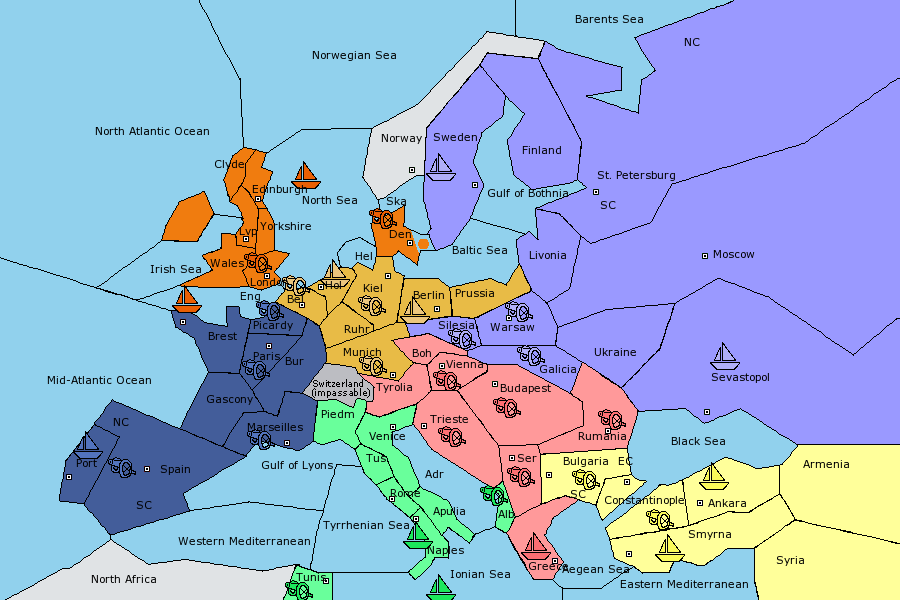 Barents Sea
NC
Norwegian Sea
North Atlantic Ocean
Norway
Sweden
Finland
Clyde
Edinburgh
North Sea
Ska
Gulf of Bothnia
St. Petersburg
SC
Lvp
Yorkshire
Den
Baltic Sea
Livonia
Moscow
Irish Sea
Wales
London
Hel
Hol
Kiel
Berlin
Prussia
Eng
Bel
Brest
Picardy
Ruhr
Silesia
Warsaw
Paris
Bur
Munich
Boh
Vienna
Galicia
Ukraine
Mid-Atlantic Ocean
Gascony
Switzerland
(impassable)
Tyrolia
Budapest
Sevastopol
NC
Marseilles
Piedm
Venice
Trieste
Rumania
Black Sea
Port
Spain
Gulf of Lyons
Tus
Adr
Ser
Bulgaria
EC
Armenia
SC
Rome
Apulia
Alb
SC
Constantinople
Ankara
Tyrrhenian Sea
Naples
Smyrna
Western Mediterranean
North Africa
Tunis
Ionian Sea
Greece
Aegean Sea
Eastern Mediterranean
Syria